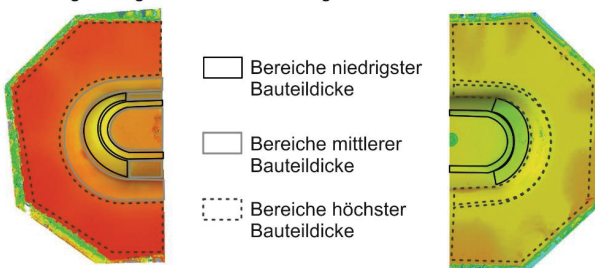 Bereiche niedrigster
Bauteildicke
Bereiche mittlerer
Bauteildicke
Bereiche höchster
Bauteildicke